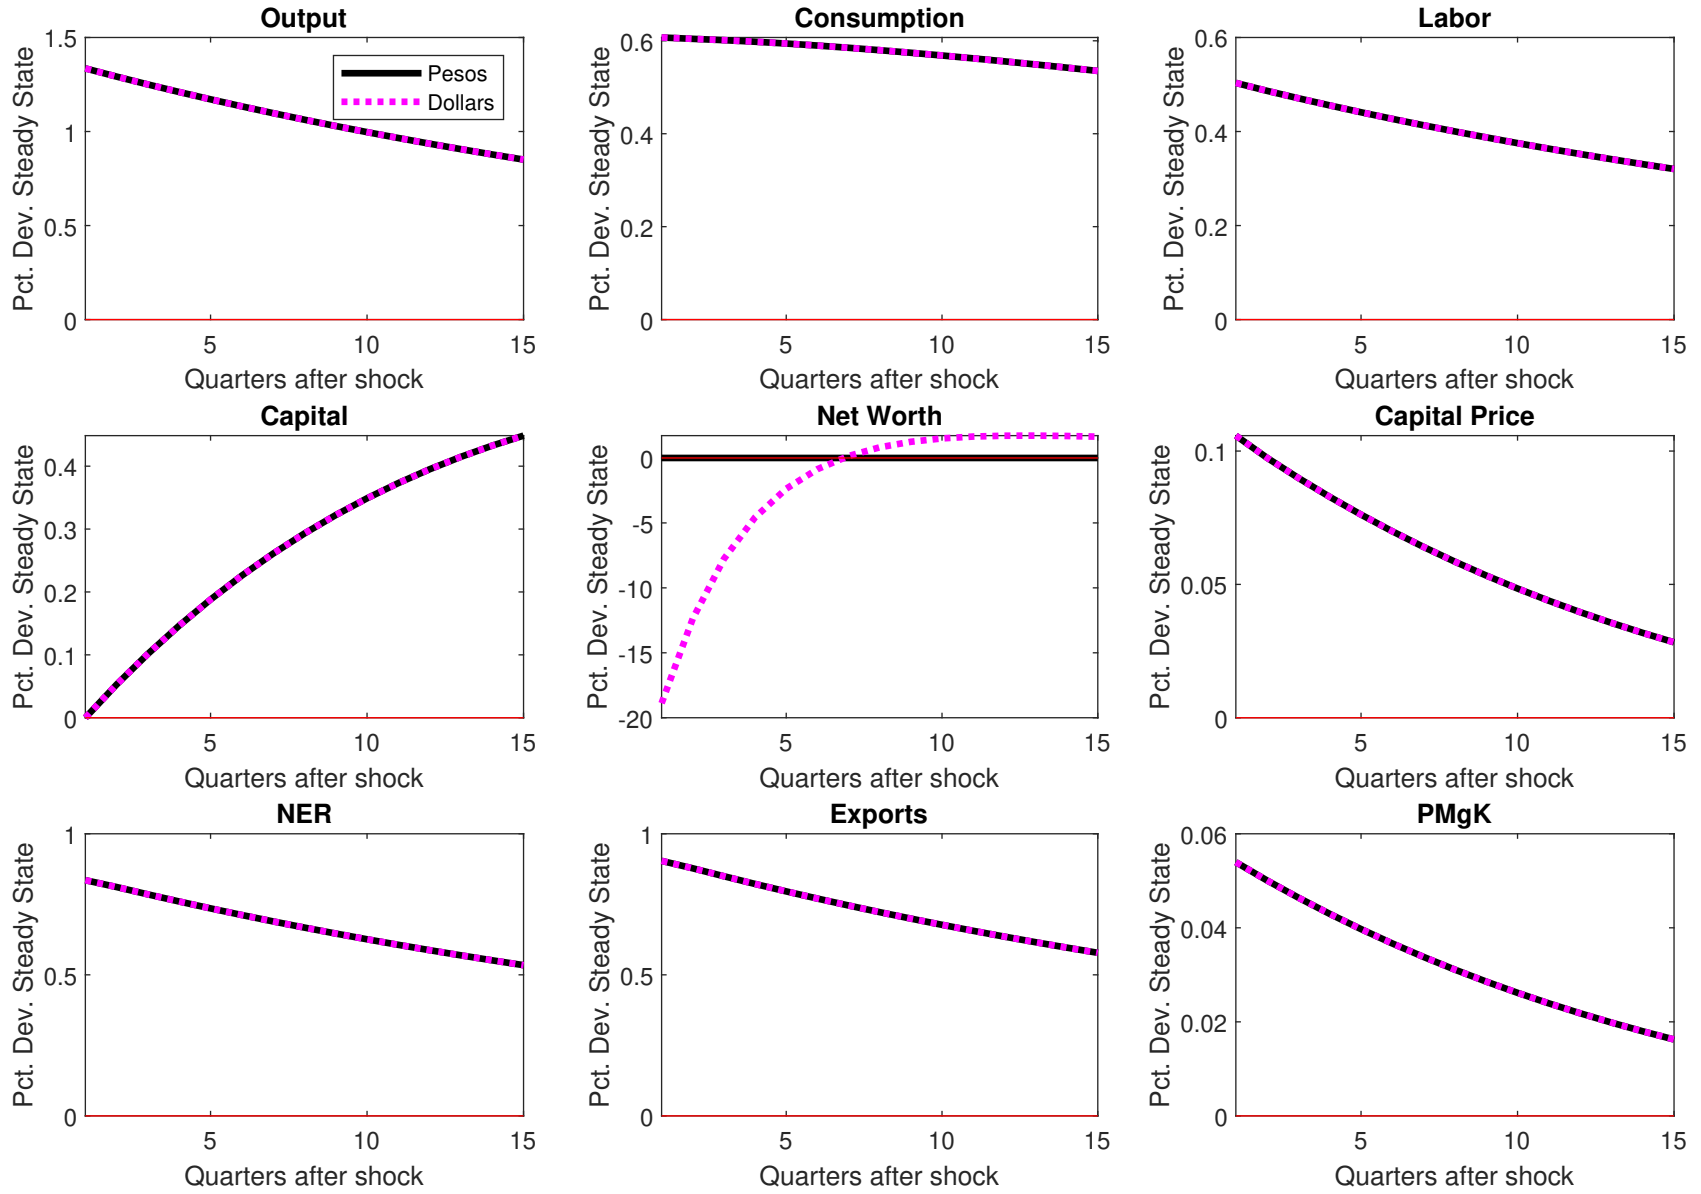 Output
Pct. Dev. Steady State
1.5
1
0.5
0
Pesos
Dollars
5
10
15
Quarters after shock
Consumption
Pct. Dev. Steady State
0.6
0.4
0.2
0
5
10
15
Quarters after shock
Labor
Pct. Dev. Steady State
0.6
0.4
0.2
0
5
10
15
Quarters after shock
Capital
Pct. Dev. Steady State
0.4
0.3
0.2
0.1
0
5
10
15
Quarters after shock
Net Worth
Pct. Dev. Steady State
0
-5
-10
-15
-20
5
10
15
Quarters after shock
Capital Price
Pct. Dev. Steady State
0.1
0.05
0
5
10
15
Quarters after shock
NER
Pct. Dev. Steady State
1
0.5
0
5
10
15
Quarters after shock
Exports
Pct. Dev. Steady State
1
0.5
0
5
10
15
Quarters after shock
PMgK
Pct. Dev. Steady State
0.06
0.04
0.02
0
5
10
15
Quarters after shock